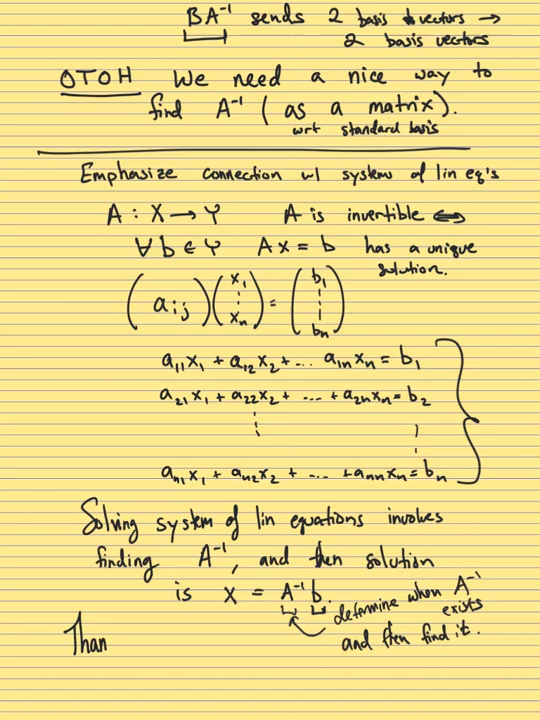 BA⁻¹ sends 2 basis vectors →
2 basis vectors
OTOH We need a nice way to
find A⁻¹ (as a matrix).
wrt standard basis
Emphasize connection w/ systems of lin eq's
A : X → Y A is invertible ⇔
∀ b ∈ Y Ax = b has a unique
solution.
(aij) (x₁ ⋮ xn) = (b₁ ⋮ bn)
a₁₁x₁ + a₁₂x₂ + ... a₁nxn = b₁
a₂₁x₁ + a₂₂x₂ + ... + a₂nxn = b₂
⋮ ⋮
an₁x₁ + an₂x₂ + ... + annxn = bn
Solving system of lin equations involves
finding A⁻¹, and then solution
is x = A⁻¹b.
determine when A⁻¹
exists
and then find it.
Than